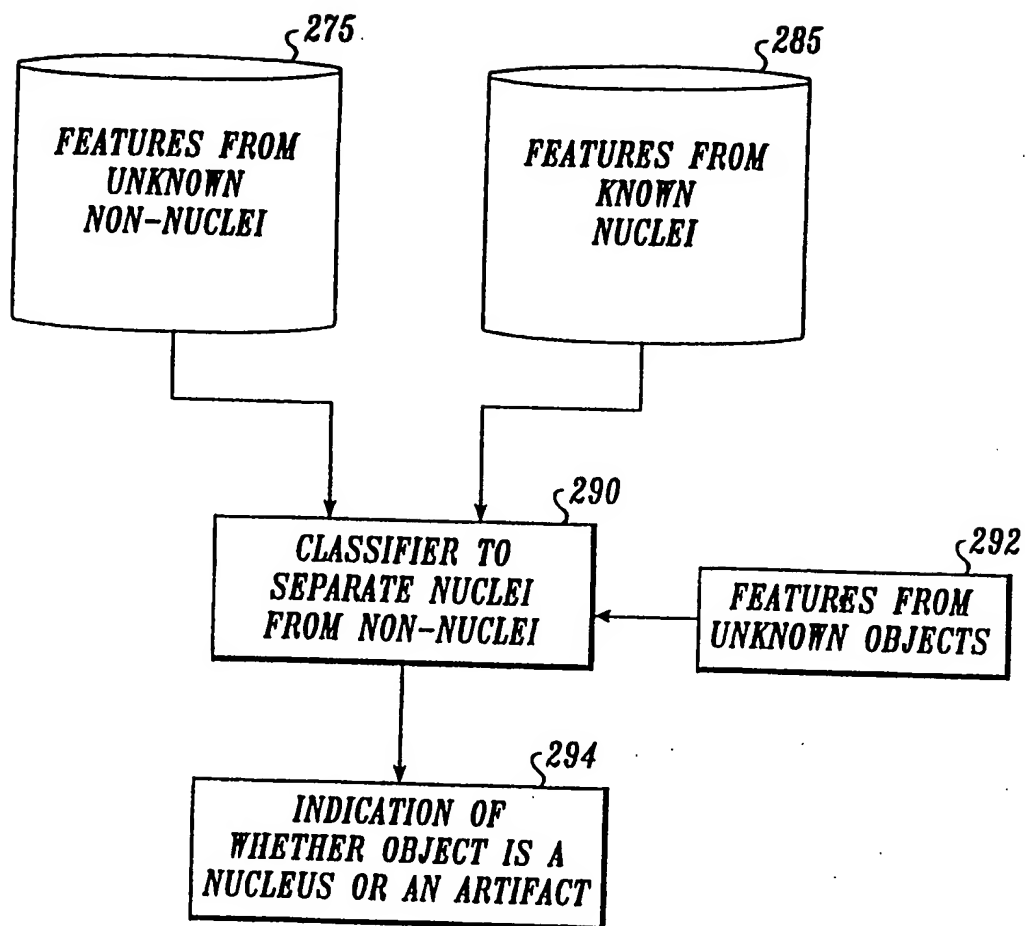 275
FEATURES FROM
UNKNOWN
NON-NUCLEI
285
FEATURES FROM
KNOWN
NUCLEI
290
CLASSIFIER TO
SEPARATE NUCLEI
FROM NON-NUCLEI
292
FEATURES FROM
UNKNOWN OBJECTS
294
INDICATION OF
WHETHER OBJECT IS A
NUCLEUS OR AN ARTIFACT